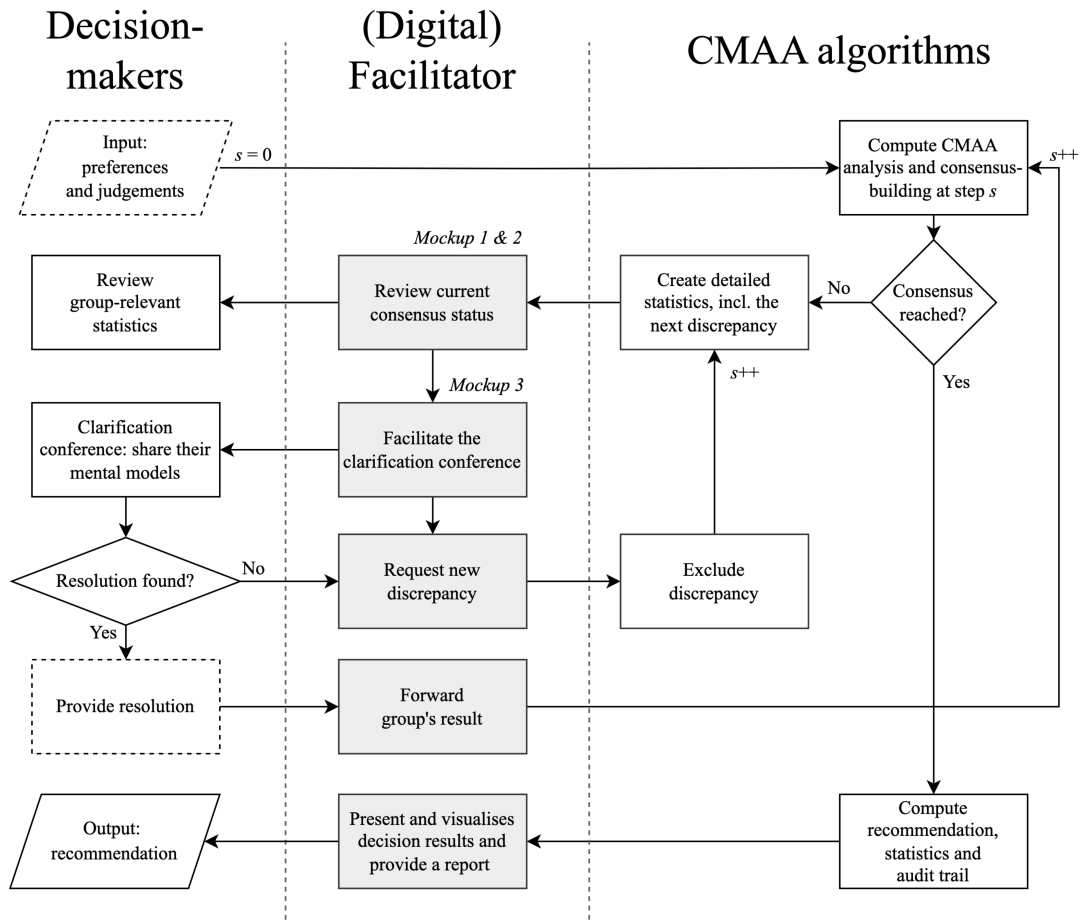 Decision-
makers
(Digital)
Facilitator
CMAA algorithms
Input:
preferences
and judgements
s = 0
Compute CMAA
analysis and consensus-
building at step s
s++
Mockup 1 & 2
Review
group-relevant
statistics
Review current
consensus status
Create detailed
statistics, incl. the
next discrepancy
No
Consensus
reached?
Yes
s++
Mockup 3
Clarification
conference: share their
mental models
Facilitate the
clarification conference
Resolution found?
No
Yes
Request new
discrepancy
Exclude
discrepancy
Provide resolution
Forward
group's result
Output:
recommendation
Present and visualises
decision results and
provide a report
Compute
recommendation,
statistics and
audit trail